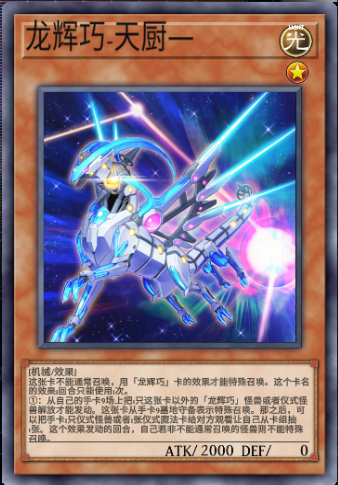 龙辉巧-天厨一
LIGHT
光
[机械/效果]
这张卡不能通常召唤，用「龙辉巧」卡的效果才能特殊召唤。这个卡名
的效果1回合只能使用1次。
①：从自己的手卡·场上把1只这张卡以外的「龙辉巧」怪兽或者仪式怪
兽解放才能发动。这张卡从手卡·墓地守备表示特殊召唤。那之后，可
以把手卡1只仪式怪兽或者1张仪式魔法卡给对方观看让自己从卡组抽
1张。这个效果发动的回合，自己若非不能通常召唤的怪兽则不能特殊
召唤。
ATK/ 2000 DEF/ 0